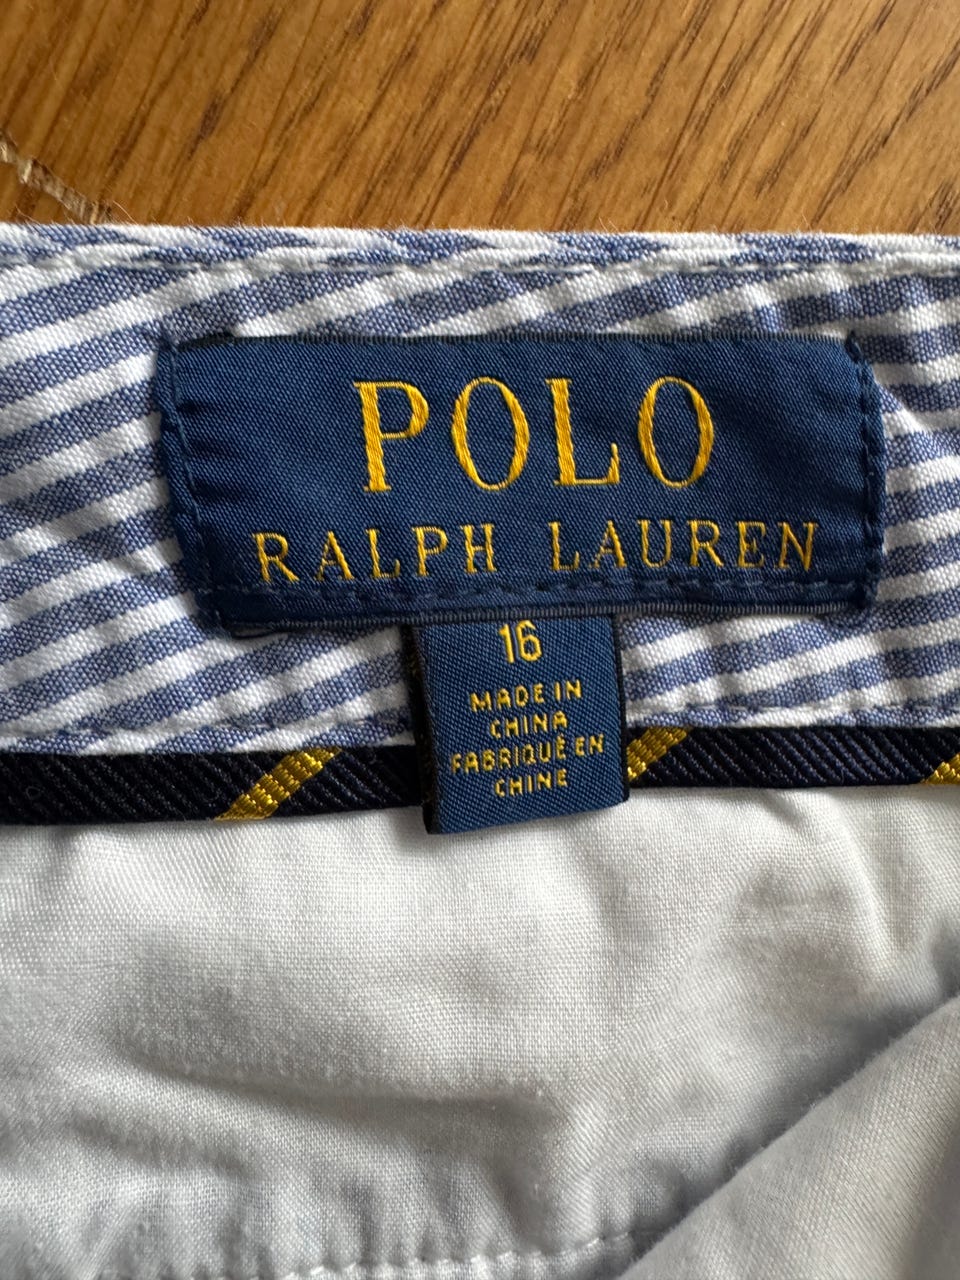 POLO
RALPH LAUREN
16
MADE IN
CHINA
FABRIQUÉ EN
CHINE